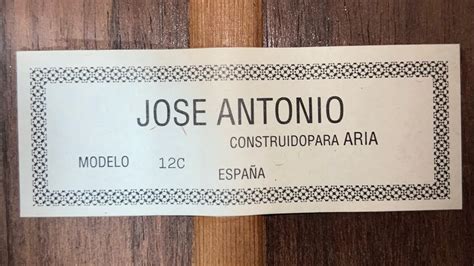 JOSE ANTONIO
CONSTRUIDOPARA ARIA
MODELO 12C
ESPAÑA